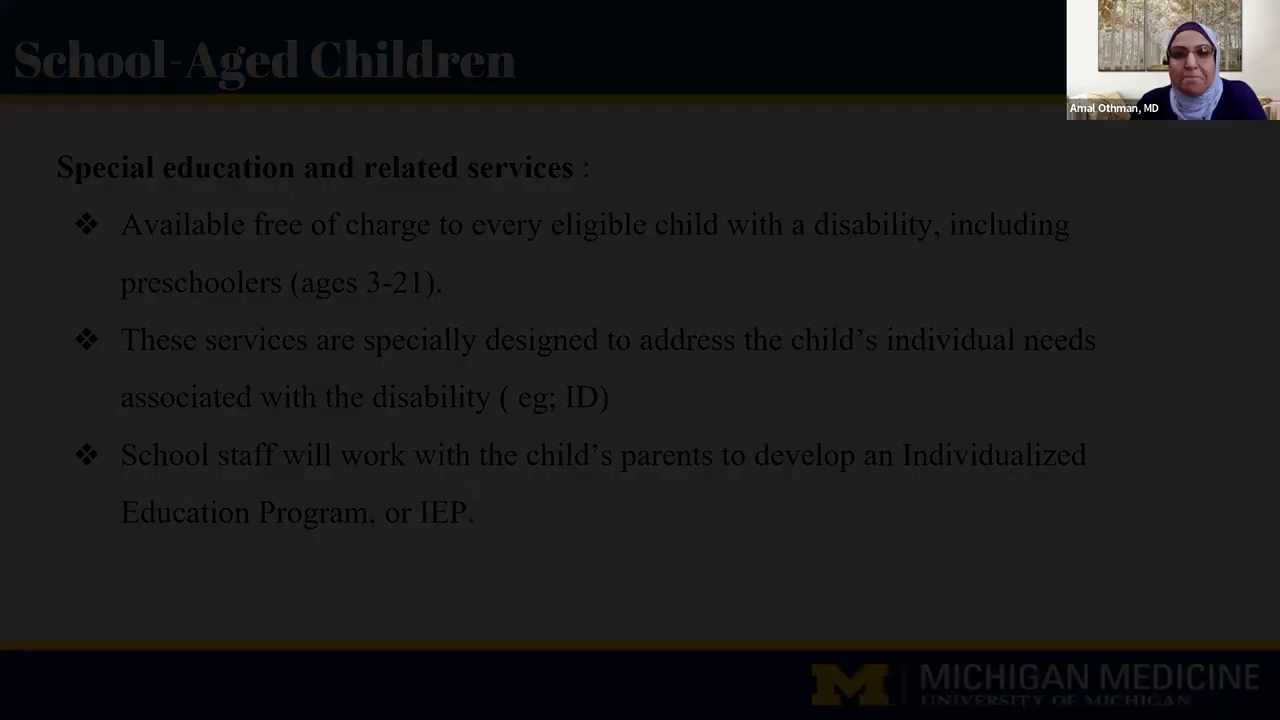 School-Aged Children
Amal Othman, MD
Special education and related services :
❖ Available free of charge to every eligible child with a disability, including
preschoolers (ages 3-21).
❖ These services are specially designed to address the child’s individual needs
associated with the disability ( eg; ID)
❖ School staff will work with the child’s parents to develop an Individualized
Education Program, or IEP.
M MICHIGAN MEDICINE
UNIVERSITY OF MICHIGAN